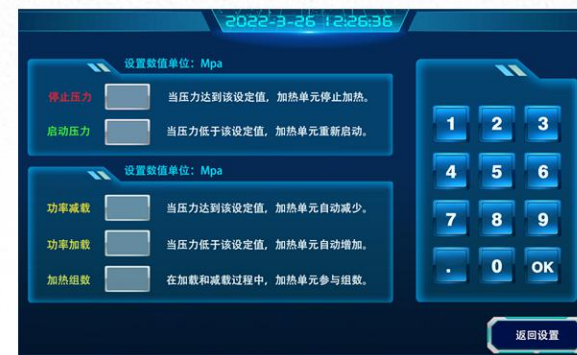 2022-3-26 12:26:36
设置数值单位：Mpa
停止压力 当压力达到该设定值，加热单元停止加热。
启动压力 当压力低于该设定值，加热单元重新启动。
设置数值单位：Mpa
功率减载 当压力达到该设定值，加热单元自动减少。
功率加载 当压力低于该设定值，加热单元自动增加。
加热组数 在加载和减载过程中，加热单元参与组数。
1 2 3
4 5 6
7 8 9
. 0 OK
返回设置